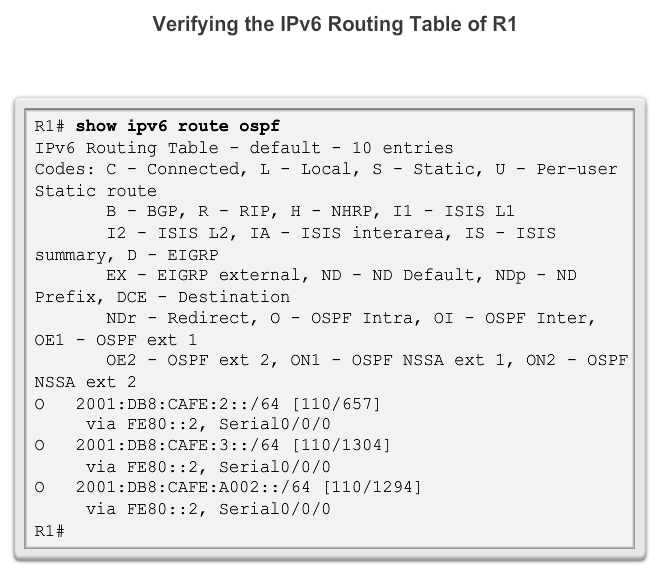 Verifying the IPv6 Routing Table of R1
R1# show ipv6 route ospf
IPv6 Routing Table - default - 10 entries
Codes: C - Connected, L - Local, S - Static, U - Per-user
Static route
B - BGP, R - RIP, H - NHRP, I1 - ISIS L1
I2 - ISIS L2, IA - ISIS interarea, IS - ISIS
summary, D - EIGRP
EX - EIGRP external, ND - ND Default, NDp - ND
Prefix, DCE - Destination
NDr - Redirect, O - OSPF Intra, OI - OSPF Inter,
OE1 - OSPF ext 1
OE2 - OSPF ext 2, ON1 - OSPF NSSA ext 1, ON2 - OSPF
NSSA ext 2
O 2001:DB8:CAFE:2::/64 [110/657]
via FE80::2, Serial0/0/0
O 2001:DB8:CAFE:3::/64 [110/1304]
via FE80::2, Serial0/0/0
O 2001:DB8:CAFE:A002::/64 [110/1294]
via FE80::2, Serial0/0/0
R1#